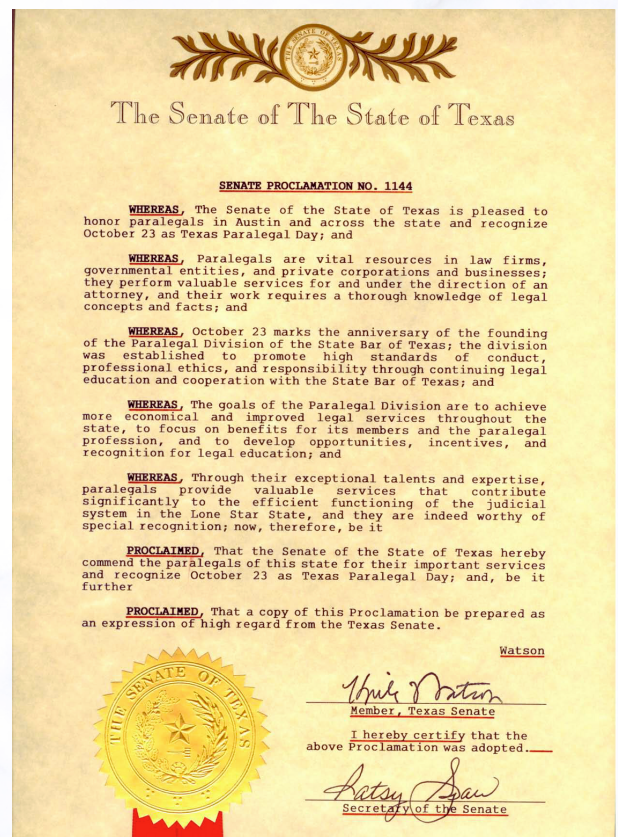 THE SENATE OF TEXAS
The Senate of The State of Texas
SENATE PROCLAMATION NO. 1144
WHEREAS, The Senate of the State of Texas is pleased to
honor paralegals in Austin and across the state and recognize
October 23 as Texas Paralegal Day; and
WHEREAS, Paralegals are vital resources in law firms,
governmental entities, and private corporations and businesses;
they perform valuable services for and under the direction of an
attorney, and their work requires a thorough knowledge of legal
concepts and facts; and
WHEREAS, October 23 marks the anniversary of the founding
of the Paralegal Division of the State Bar of Texas; the division
was established to promote high standards of conduct,
professional ethics, and responsibility through continuing legal
education and cooperation with the State Bar of Texas; and
WHEREAS, The goals of the Paralegal Division are to achieve
more economical and improved legal services throughout the
state, to focus on benefits for its members and the paralegal
profession, and to develop opportunities, incentives, and
recognition for legal education; and
WHEREAS, Through their exceptional talents and expertise,
paralegals provide valuable services that contribute
significantly to the efficient functioning of the judicial
system in the Lone Star State, and they are indeed worthy of
special recognition; now, therefore, be it
PROCLAIMED, That the Senate of the State of Texas hereby
commend the paralegals of this state for their important services
and recognize October 23 as Texas Paralegal Day; and, be it
further
PROCLAIMED, That a copy of this Proclamation be prepared as
an expression of high regard from the Texas Senate.
Watson
Kirk Watson
Member, Texas Senate
I hereby certify that the
above Proclamation was adopted.
Patsy Spaw
Secretary of the Senate
THE SENATE OF TEXAS